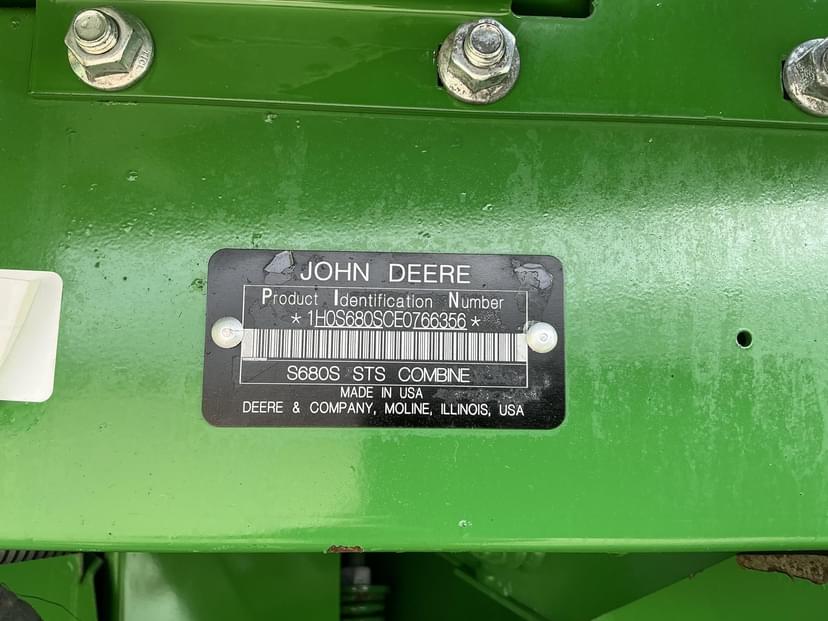 JOHN DEERE
Product Identification Number
*1H0S680SCE0766356*
S680S STS COMBINE
MADE IN USA
DEERE & COMPANY, MOLINE, ILLINOIS, USA